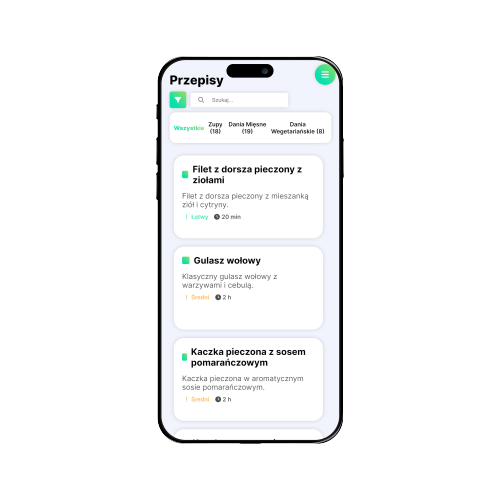 Przepisy
Szukaj...
Wszystkie
Zupy
(18)
Dania Mięsne
(19)
Dania
Wegetariańskie (8)
Filet z dorsza pieczony z
ziołami
Filet z dorsza pieczony z mieszanką
ziół i cytryny.
Łatwy 20 min
Gulasz wołowy
Klasyczny gulasz wołowy z
warzywami i cebulą.
Średni 2 h
Kaczka pieczona z sosem
pomarańczowym
Kaczka pieczona w aromatycznym
sosie pomarańczowym.
Średni 2 h